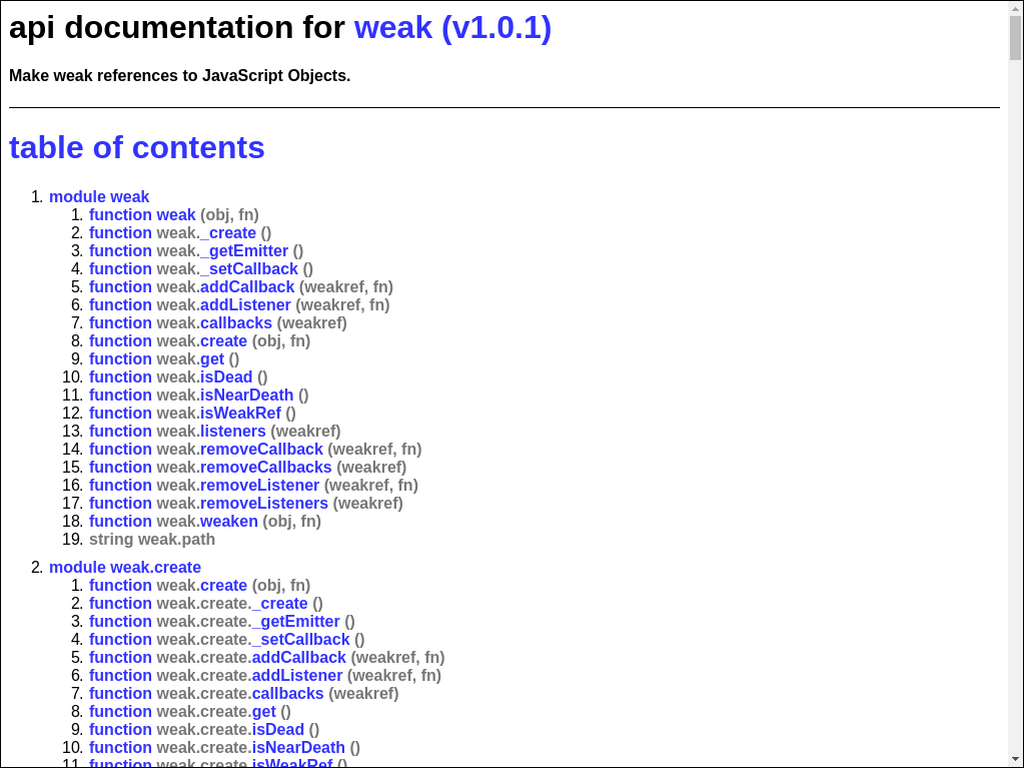 api documentation for weak (v1.0.1)
Make weak references to JavaScript Objects.
table of contents
1. module weak
1. function weak (obj, fn)
2. function weak._create ()
3. function weak._getEmitter ()
4. function weak._setCallback ()
5. function weak.addCallback (weakref, fn)
6. function weak.addListener (weakref, fn)
7. function weak.callbacks (weakref)
8. function weak.create (obj, fn)
9. function weak.get ()
10. function weak.isDead ()
11. function weak.isNearDeath ()
12. function weak.isWeakRef ()
13. function weak.listeners (weakref)
14. function weak.removeCallback (weakref, fn)
15. function weak.removeCallbacks (weakref)
16. function weak.removeListener (weakref, fn)
17. function weak.removeListeners (weakref)
18. function weak.weaken (obj, fn)
19. string weak.path
2. module weak.create
1. function weak.create (obj, fn)
2. function weak.create._create ()
3. function weak.create._getEmitter ()
4. function weak.create._setCallback ()
5. function weak.create.addCallback (weakref, fn)
6. function weak.create.addListener (weakref, fn)
7. function weak.create.callbacks (weakref)
8. function weak.create.get ()
9. function weak.create.isDead ()
10. function weak.create.isNearDeath ()
11. function weak.create.isWeakRef ()